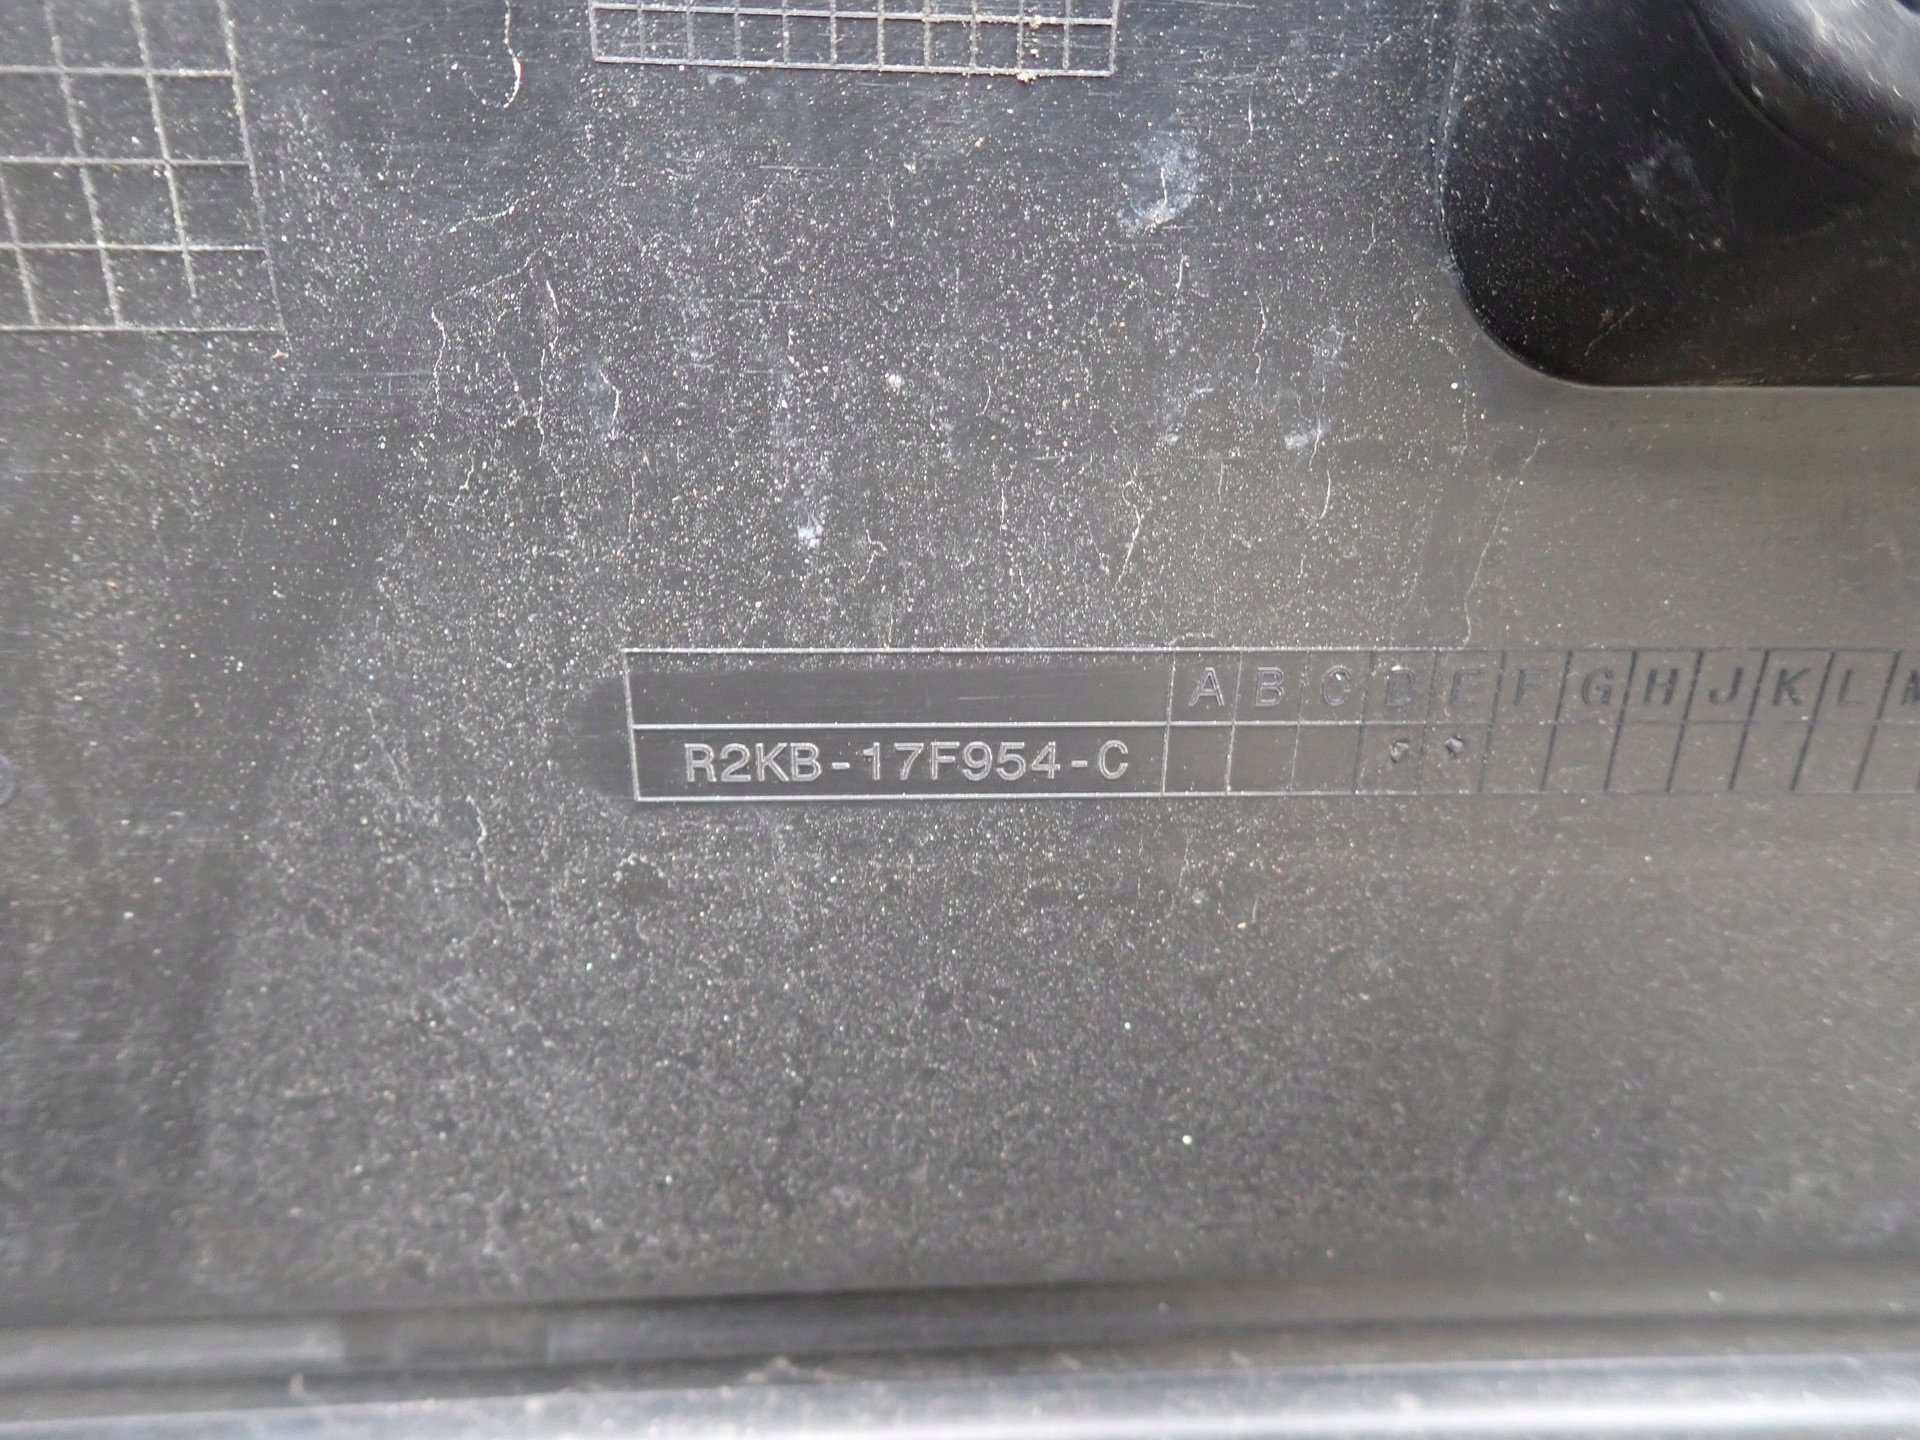 A B C D E F G H J K L M
R2KB-17F954-C